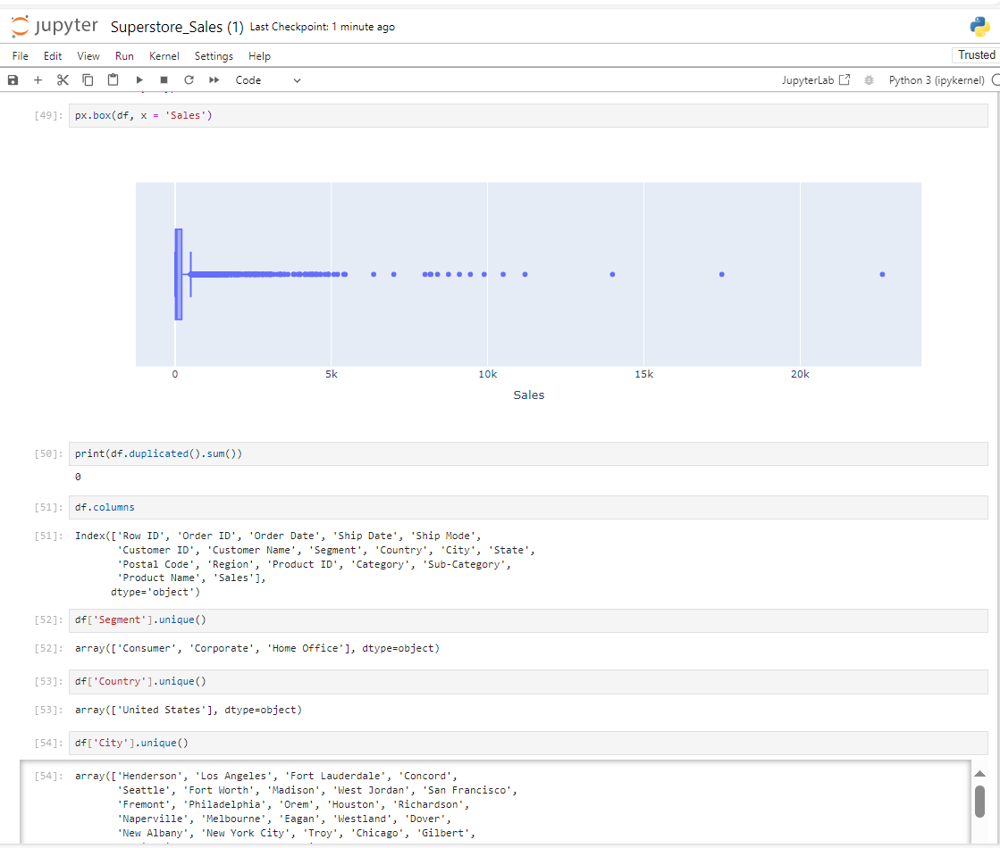 jupyter Superstore_Sales (1) Last Checkpoint: 1 minute ago
File Edit View Run Kernel Settings Help Trusted
Code JupyterLab Python 3 (ipykernel)
[49]: px.box(df, x = 'Sales')
0 5k 10k 15k 20k
Sales
[50]: print(df.duplicated().sum())
0
[51]: df.columns
[51]: Index(['Row ID', 'Order ID', 'Order Date', 'Ship Date', 'Ship Mode',
'Customer ID', 'Customer Name', 'Segment', 'Country', 'City', 'State',
'Postal Code', 'Region', 'Product ID', 'Category', 'Sub-Category',
'Product Name', 'Sales'],
dtype='object')
[52]: df['Segment'].unique()
[52]: array(['Consumer', 'Corporate', 'Home Office'], dtype=object)
[53]: df['Country'].unique()
[53]: array(['United States'], dtype=object)
[54]: df['City'].unique()
[54]: array(['Henderson', 'Los Angeles', 'Fort Lauderdale', 'Concord',
'Seattle', 'Fort Worth', 'Madison', 'West Jordan', 'San Francisco',
'Fremont', 'Philadelphia', 'Orem', 'Houston', 'Richardson',
'Naperville', 'Melbourne', 'Eagan', 'Westland', 'Dover',
'New Albany', 'New York City', 'Troy', 'Chicago', 'Gilbert',